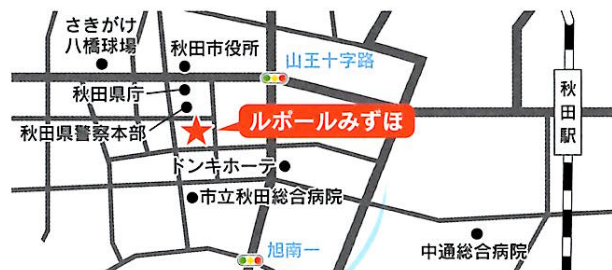 さきがけ
八橋球場
秋田市役所
山王十字路
秋田県庁
秋田駅
秋田県警察本部
ルポールみずほ
ドンキホーテ
市立秋田総合病院
旭南一
中通総合病院